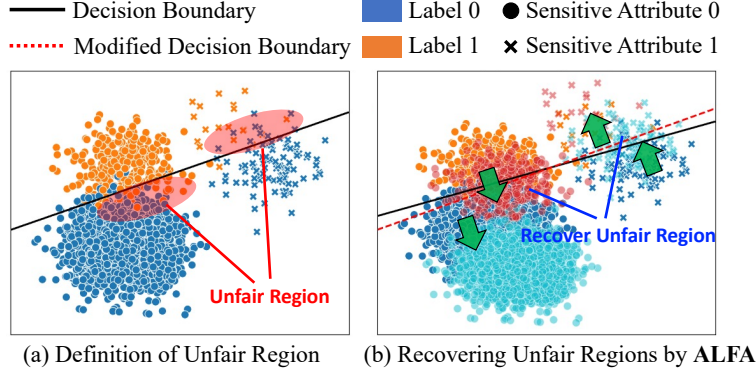 Decision Boundary Label 0 Sensitive Attribute 0
Modified Decision Boundary Label 1 Sensitive Attribute 1
Unfair Region
Recover Unfair Region
(a) Definition of Unfair Region
(b) Recovering Unfair Regions by ALFA